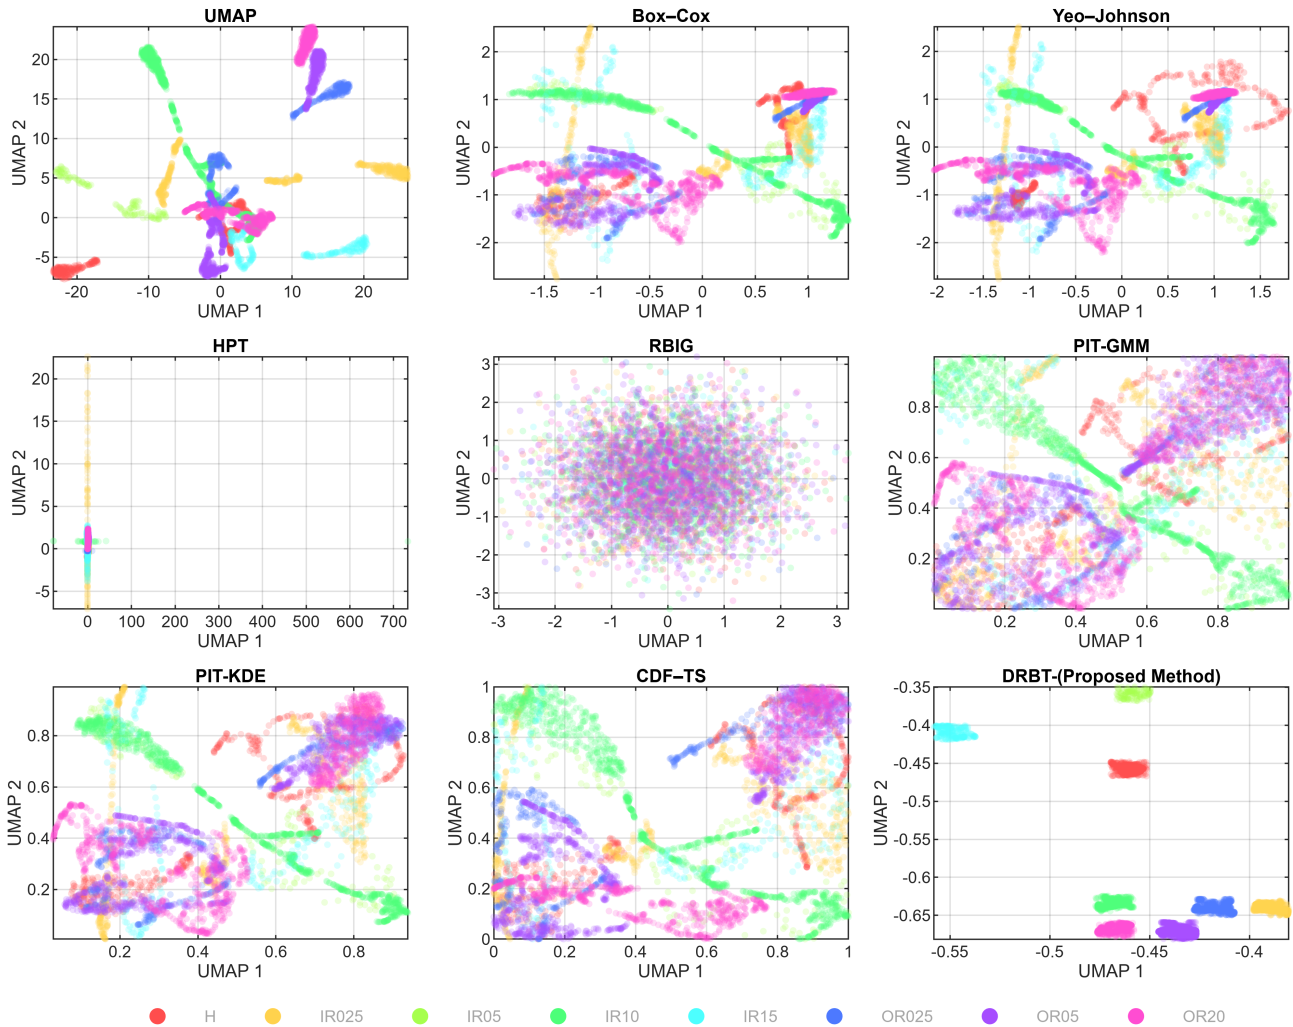 UMAP
20
15
10
5
0
-5
-20
-10
0
10
20
UMAP 1
UMAP 2
Box–Cox
2
1
0
-1
-2
-1.5
-1
-0.5
0
0.5
1
UMAP 1
UMAP 2
Yeo–Johnson
2
1
0
-1
-2
-2
-1.5
-1
-0.5
0
0.5
1
1.5
UMAP 1
UMAP 2
HPT
20
15
10
5
0
-5
0
100
200
300
400
500
600
700
UMAP 1
UMAP 2
RBIG
3
2
1
0
-1
-2
-3
-3
-2
-1
0
1
2
3
UMAP 1
UMAP 2
PIT-GMM
0.8
0.6
0.4
0.2
0.2
0.4
0.6
0.8
UMAP 1
UMAP 2
PIT-KDE
0.8
0.6
0.4
0.2
0.2
0.4
0.6
0.8
UMAP 1
UMAP 2
CDF–TS
1
0.8
0.6
0.4
0.2
0
0
0.2
0.4
0.6
0.8
1
UMAP 1
UMAP 2
DRBT-(Proposed Method)
-0.35
-0.4
-0.45
-0.5
-0.55
-0.6
-0.65
-0.55
-0.5
-0.45
-0.4
UMAP 1
UMAP 2
H
IR025
IR05
IR10
IR15
OR025
OR05
OR20